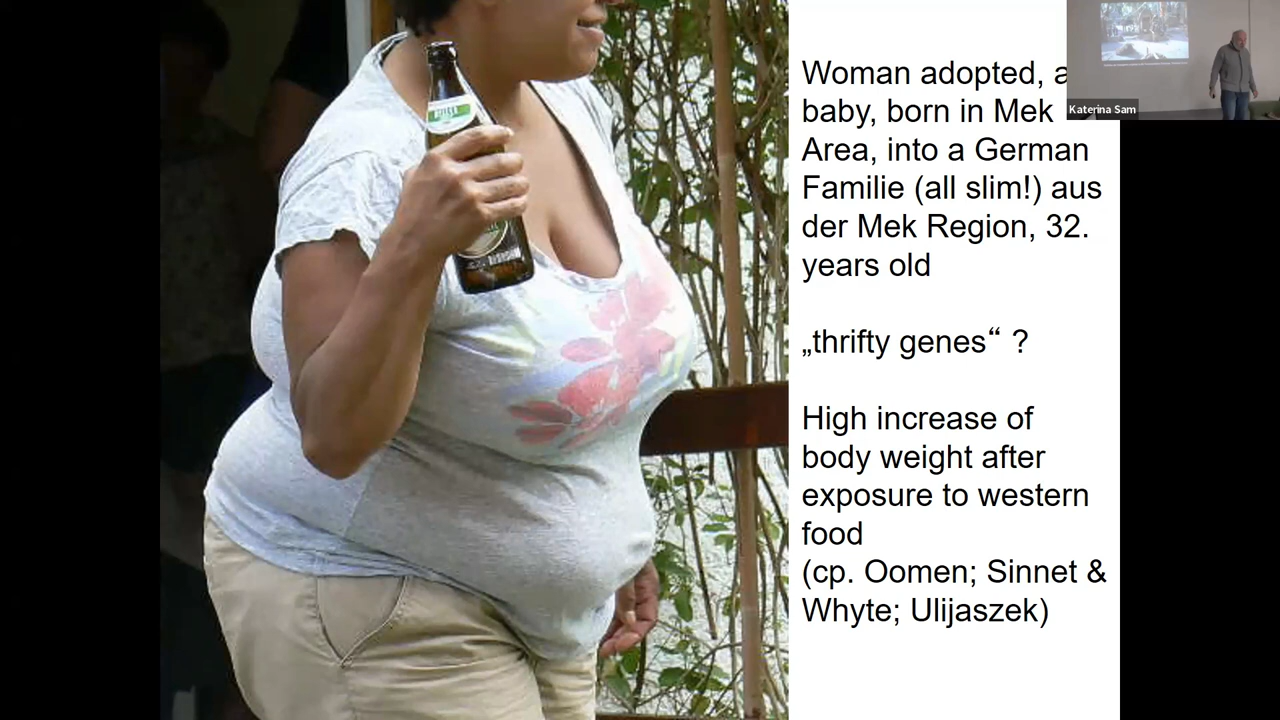 Woman adopted, a
baby, born in Mek
Area, into a German
Familie (all slim!) aus
der Mek Region, 32.
years old
„thrifty genes“ ?
High increase of
body weight after
exposure to western
food
(cp. Oomen; Sinnet &
Whyte; Ulijaszek)
Katerina Sam